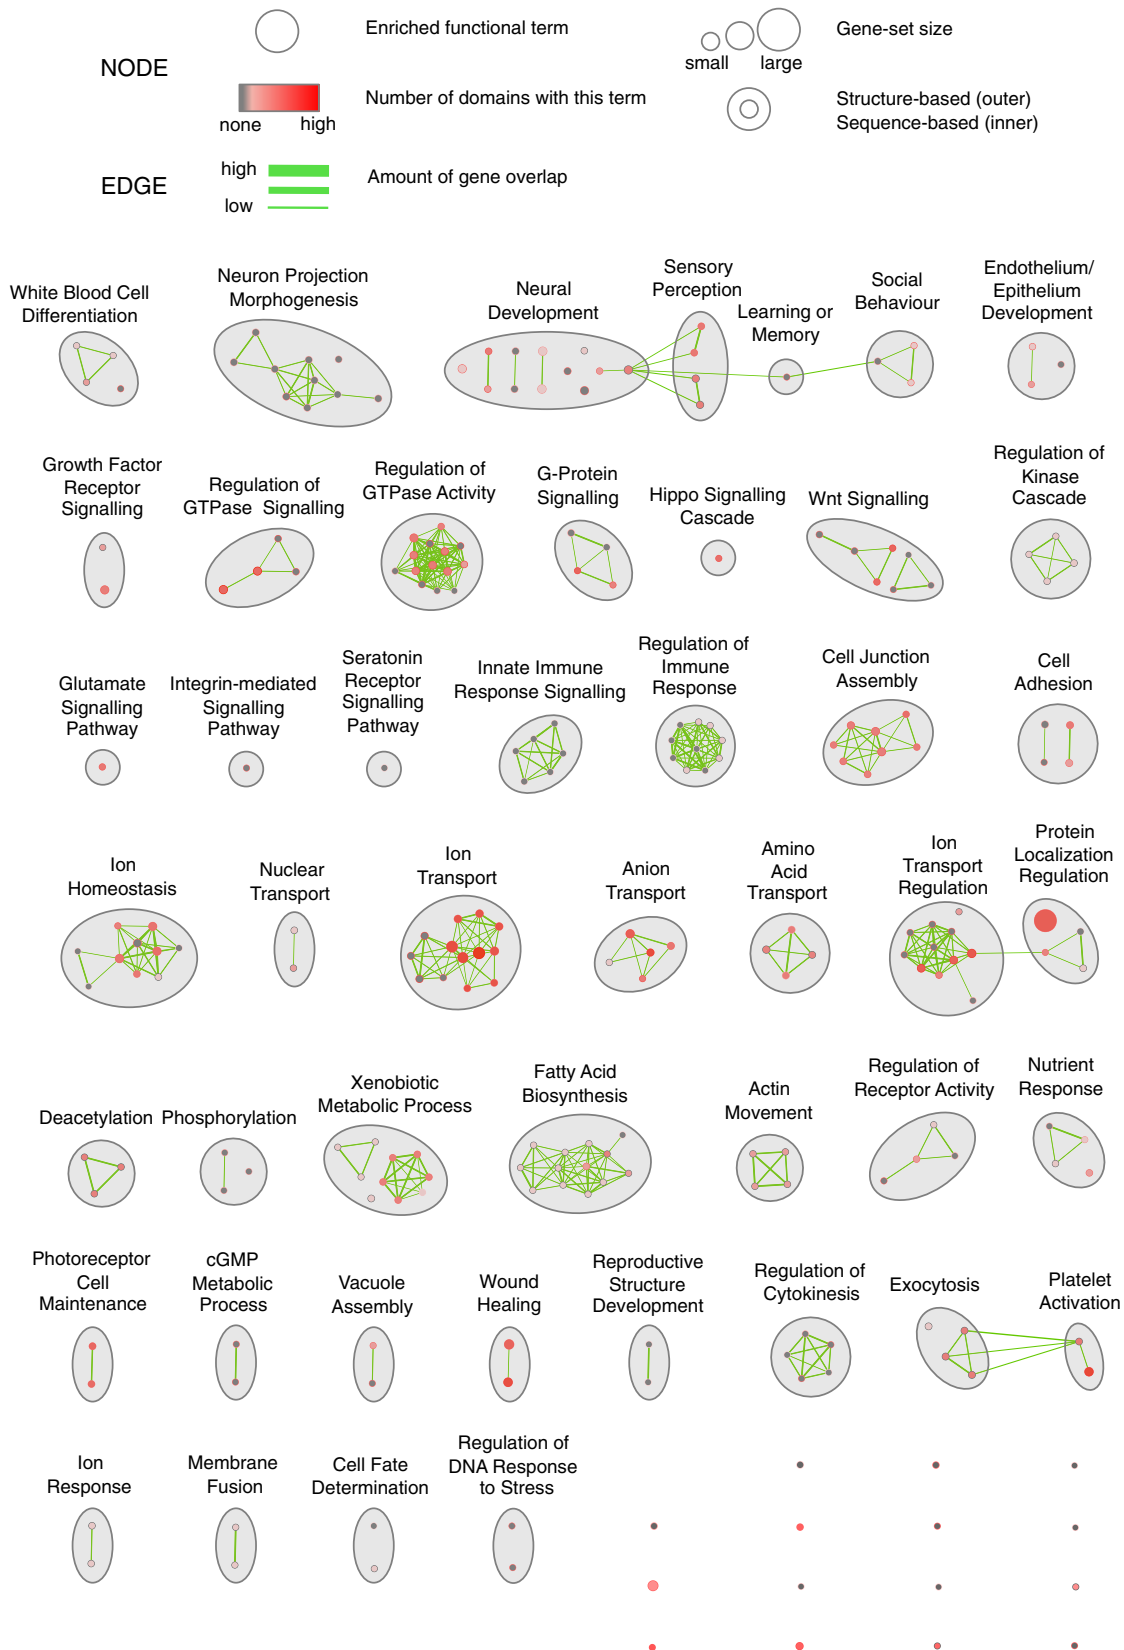 NODE
Enriched functional term
Gene-set size
small large
Number of domains with this term
none high
Structure-based (outer)
Sequence-based (inner)
EDGE
high
low
Amount of gene overlap
White Blood Cell
Differentiation
Neuron Projection
Morphogenesis
Neural
Development
Sensory
Perception
Learning or
Memory
Social
Behaviour
Endothelium/
Epithelium
Development
Growth Factor
Receptor
Signalling
Regulation of
GTPase Signalling
Regulation of
GTPase Activity
G-Protein
Signalling
Hippo Signalling
Cascade
Wnt Signalling
Regulation of
Kinase
Cascade
Glutamate
Signalling
Pathway
Integrin-mediated
Signalling
Pathway
Seratonin
Receptor
Signalling
Pathway
Innate Immune
Response Signalling
Regulation of
Immune
Response
Cell Junction
Assembly
Cell
Adhesion
Ion
Homeostasis
Nuclear
Transport
Ion
Transport
Anion
Transport
Amino
Acid
Transport
Ion
Transport
Regulation
Protein
Localization
Regulation
Deacetylation
Phosphorylation
Xenobiotic
Metabolic Process
Fatty Acid
Biosynthesis
Actin
Movement
Regulation of
Receptor Activity
Nutrient
Response
Photoreceptor
Cell
Maintenance
cGMP
Metabolic
Process
Vacuole
Assembly
Wound
Healing
Reproductive
Structure
Development
Regulation of
Cytokinesis
Exocytosis
Platelet
Activation
Ion
Response
Membrane
Fusion
Cell Fate
Determination
Regulation of
DNA Response
to Stress